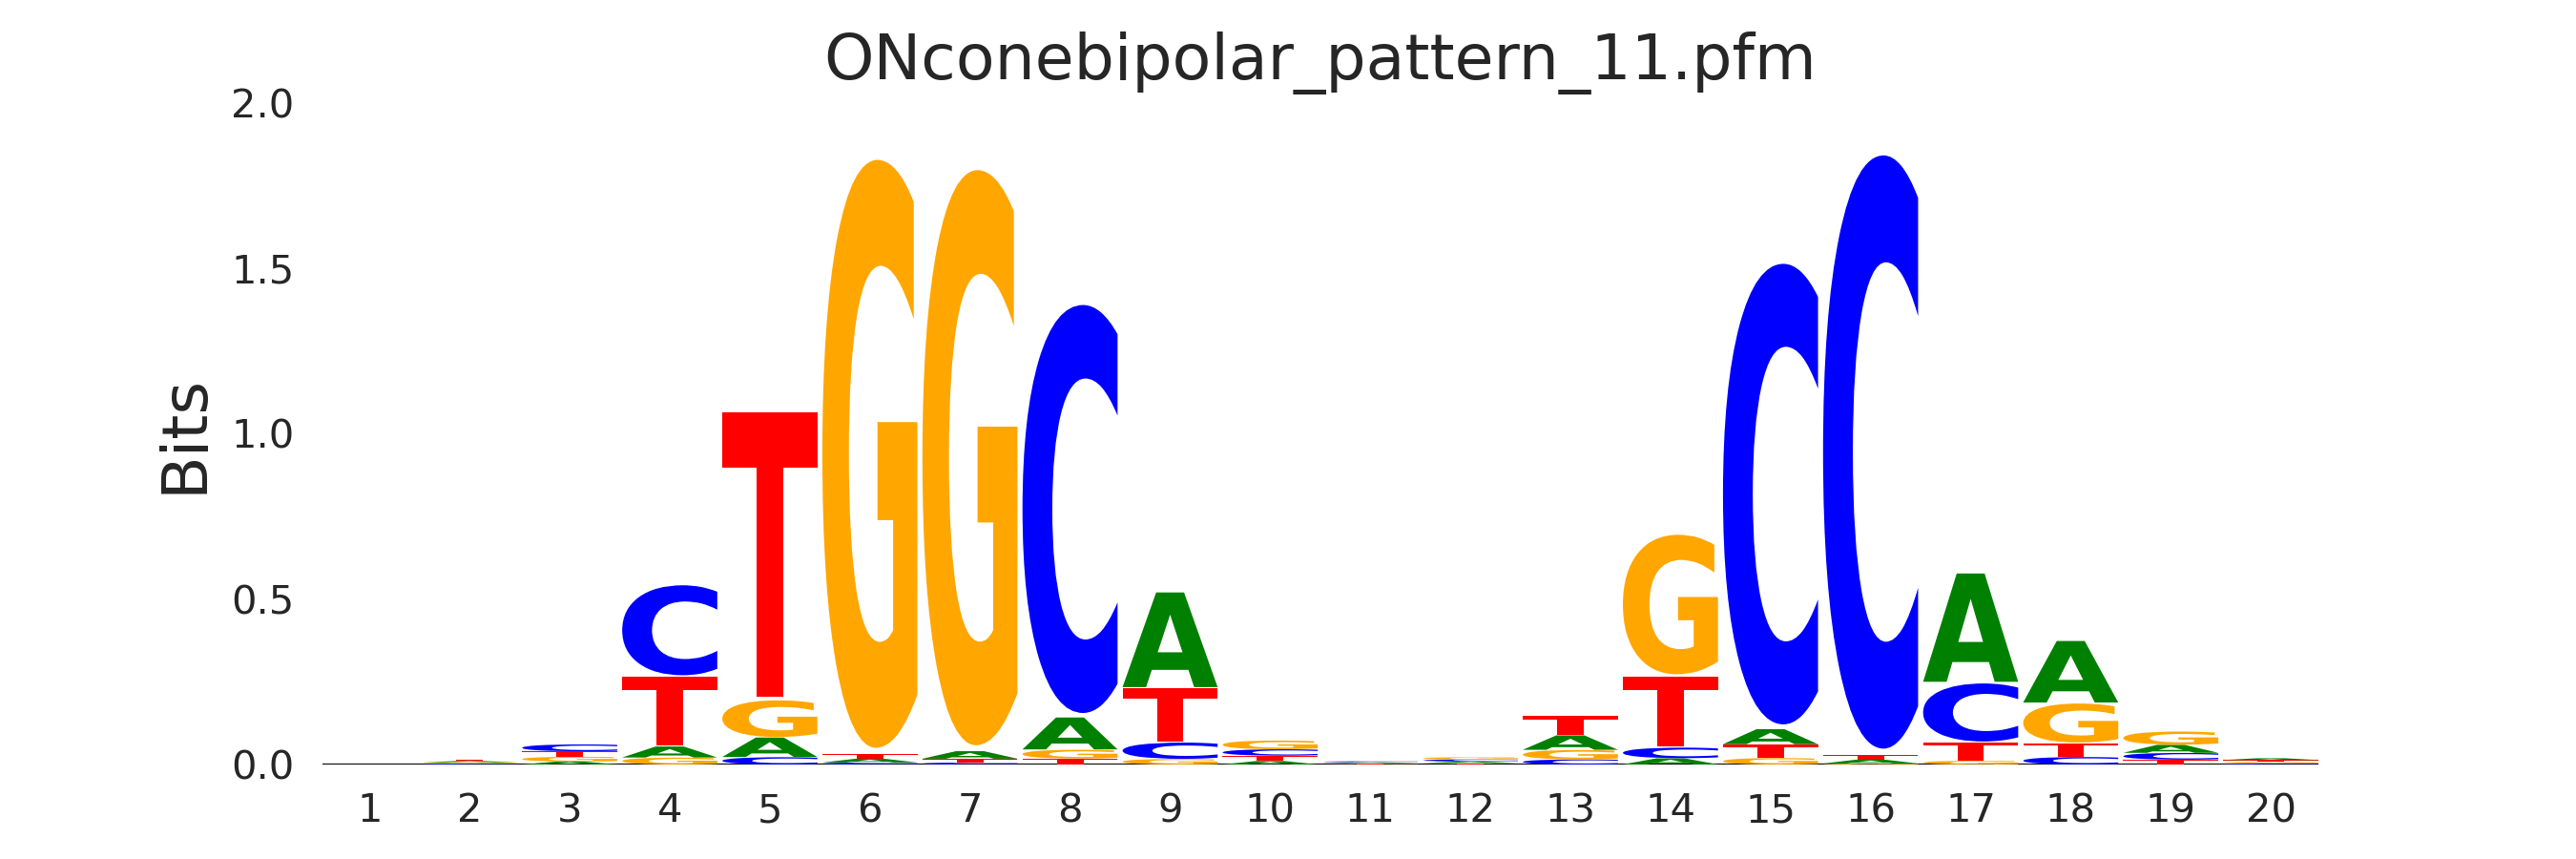 ONconebipolar_pattern_11.pfm
2.0
1.5
1.0
0.5
0.0
Bits
C T A G
T G A C
G
G
C A
A T C
G T C A
C A
C
A C T
A G T C
1 2 3 4 5 6 7 8 9 10 11 12 13 14 15 16 17 18 19 20